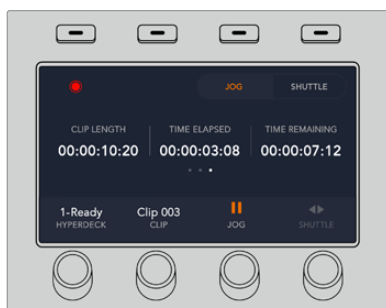 JOG SHUTTLE
CLIP LENGTH TIME ELAPSED TIME REMAINING
00:00:10:20 00:00:03:08 00:00:07:12
1-Ready Clip 003
HYPERDECK CLIP JOG SHUTTLE